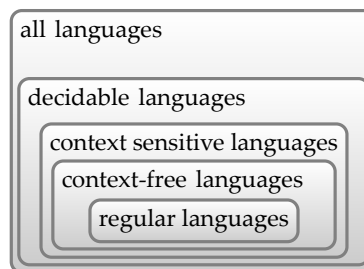 all languages
decidable languages
context sensitive languages
context-free languages
regular languages